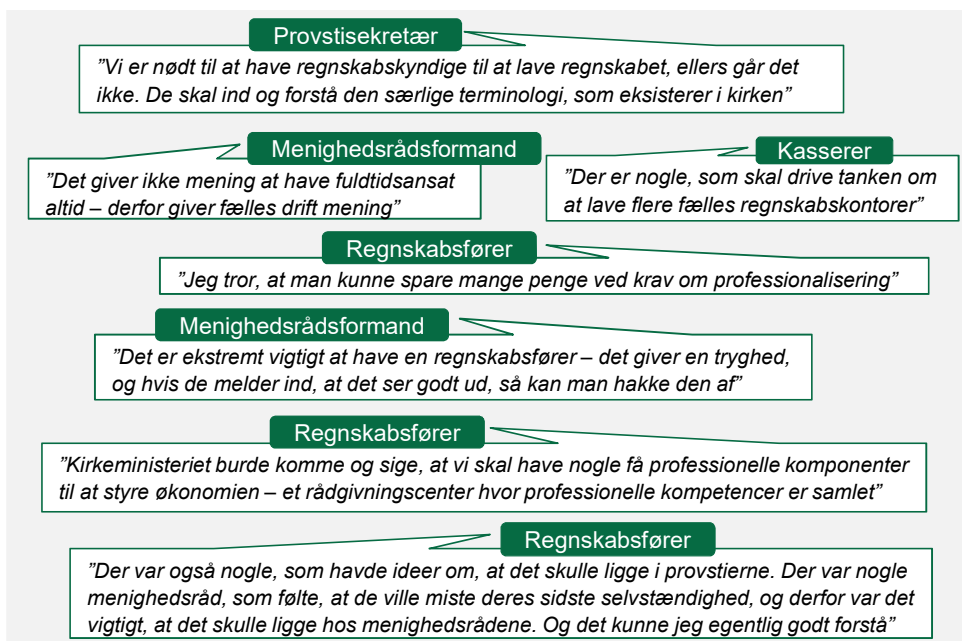 Provstisekretær
”Vi er nødt til at have regnskabskyndige til at lave regnskabet, ellers går det
ikke. De skal ind og forstå den særlige terminologi, som eksisterer i kirken”
Menighedsrådsformand
”Det giver ikke mening at have fuldtidsansat
altid – derfor giver fælles drift mening”
Kasserer
”Der er nogle, som skal drive tanken om
at lave flere fælles regnskabskontorer”
Regnskabsfører
”Jeg tror, at man kunne spare mange penge ved krav om professionalisering”
Menighedsrådsformand
”Det er ekstremt vigtigt at have en regnskabsfører – det giver en tryghed,
og hvis de melder ind, at det ser godt ud, så kan man hakke den af”
Regnskabsfører
”Kirkeministeriet burde komme og sige, at vi skal have nogle få professionelle komponenter
til at styre økonomien – et rådgivningscenter hvor professionelle kompetencer er samlet”
Regnskabsfører
”Der var også nogle, som havde ideer om, at det skulle ligge i provstierne. Der var nogle
menighedsråd, som følte, at de ville miste deres sidste selvstændighed, og derfor var det
vigtigt, at det skulle ligge hos menighedsrådene. Og det kunne jeg egentlig godt forstå”